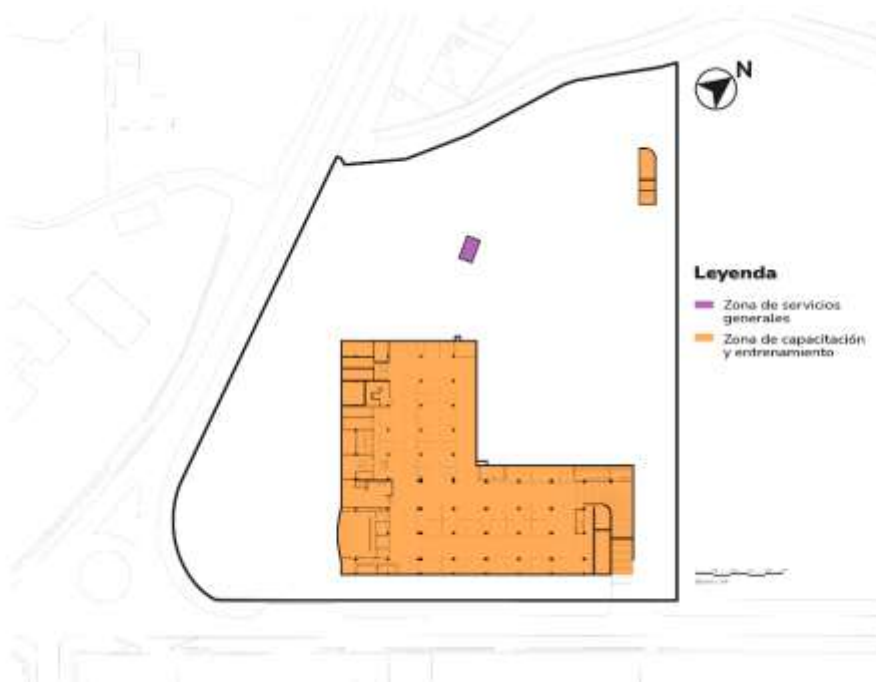 N
Leyenda
Zona de servicios
generales
Zona de capacitación
y entrenamiento